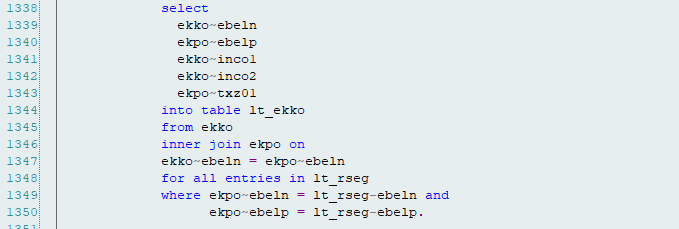 1338 select
1339 ekko~ebeln
1340 ekpo~ebelp
1341 ekko~inco1
1342 ekko~inco2
1343 ekpo~txz01
1344 into table lt_ekko
1345 from ekko
1346 inner join ekpo on
1347 ekko~ebeln = ekpo~ebeln
1348 for all entries in lt_rseg
1349 where ekpo~ebeln = lt_rseg-ebeln and
1350 ekpo~ebelp = lt_rseg-ebelp.
1351